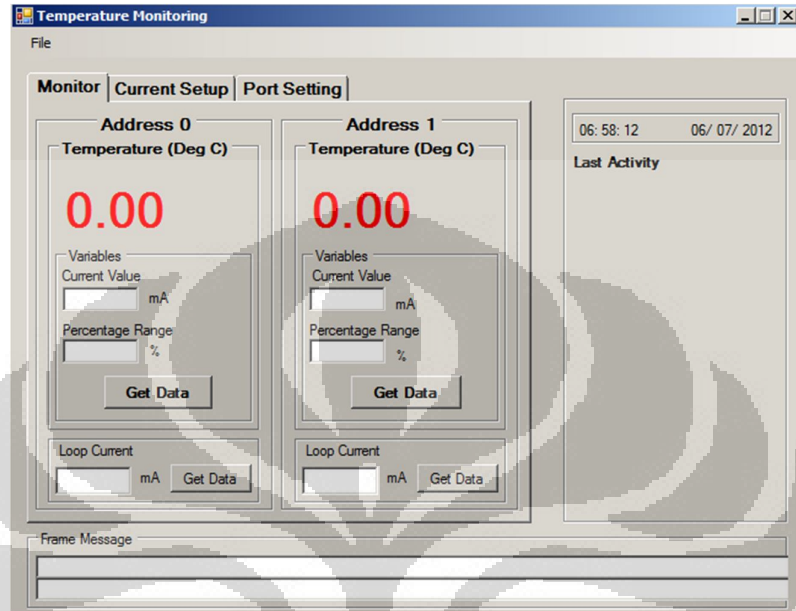 Temperature Monitoring
File
Monitor Current Setup Port Setting
Address 0
Temperature (Deg C)
0.00
Variables
Current Value
mA
Percentage Range
%
Get Data
Loop Current
mA Get Data
Address 1
Temperature (Deg C)
0.00
Variables
Current Value
mA
Percentage Range
%
Get Data
Loop Current
mA Get Data
06: 58: 12 06/ 07/ 2012
Last Activity
Frame Message